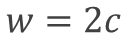 w = 2c